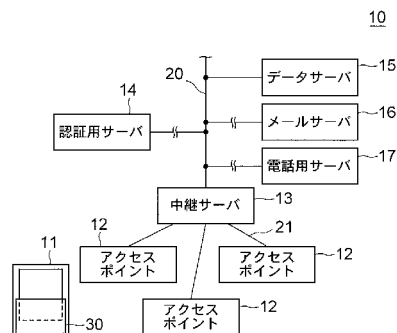 10
20
データサーバ
15
14
認証用サーバ
メールサーバ
16
電話用サーバ
17
中継サーバ
13
12
21
11
アクセス
ポイント
アクセス
ポイント
12
アクセス
ポイント
12
30